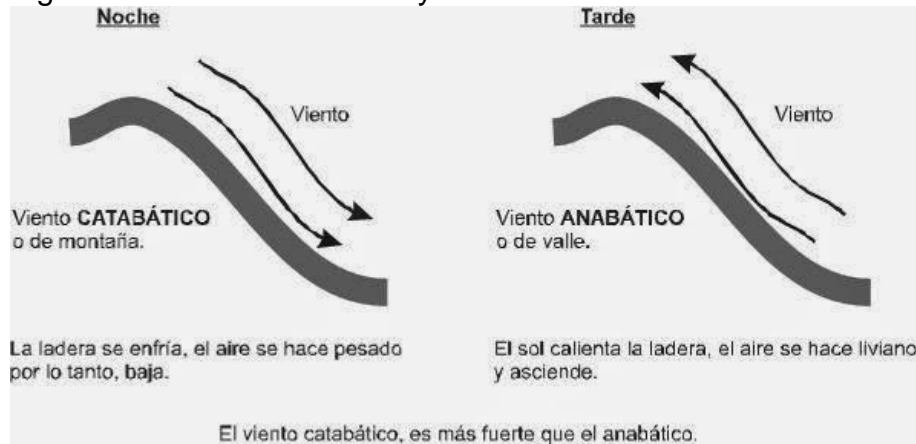 Noche
Viento
Viento CATABÁTICO
o de montaña.
La ladera se enfría, el aire se hace pesado
por lo tanto, baja.
Tarde
Viento
Viento ANABÁTICO
o de valle.
El sol calienta la ladera, el aire se hace liviano
y asciende.
El viento catabático, es más fuerte que el anabático.